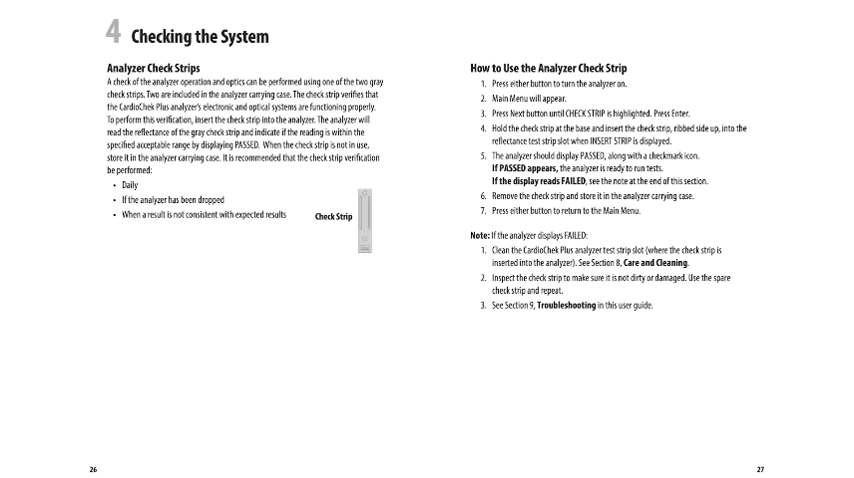 4 Checking the System
Analyzer Check Strips
A check of the analyzer operation and optics can be performed using one of the two gray
check strips. Two are included in the analyzer carrying case. The check strip verifies that
the CardioChek Plus analyzer's electronic and optical systems are functioning properly.
To perform this verification, insert the check strip into the analyzer. The analyzer will
read the reflectance of the gray check strip and indicate if the reading is within the
specified acceptable range by displaying PASSED. When the check strip is not in use,
store it in the analyzer carrying case. It is recommended that the check strip verification
be performed:
• Daily
• If the analyzer has been dropped
• When a result is not consistent with expected results
Check Strip
26
How to Use the Analyzer Check Strip
1. Press either button to turn the analyzer on.
2. Main Menu will appear.
3. Press Next button until CHECK STRIP is highlighted. Press Enter.
4. Hold the check strip at the base and insert the check strip, ribbed side up, into the
reflectance test strip slot when INSERT STRIP is displayed.
5. The analyzer should display PASSED, along with a checkmark icon.
If PASSED appears, the analyzer is ready to run tests.
If the display reads FAILED, see the note at the end of this section.
6. Remove the check strip and store it in the analyzer carrying case.
7. Press either button to return to the Main Menu.
Note: If the analyzer displays FAILED:
1. Clean the CardioChek Plus analyzer test strip slot (where the check strip is
inserted into the analyzer). See Section 8, Care and Cleaning.
2. Inspect the check strip to make sure it is not dirty or damaged. Use the spare
check strip and repeat.
3. See Section 9, Troubleshooting in this user guide.
27